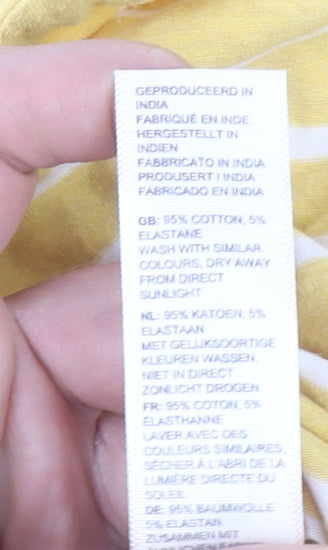 GEPRODUCEERD IN
INDIA
FABRIQUÉ EN INDE
HERGESTELLT IN
INDIEN
FABBRICATO IN INDIA
PRODUSERT I INDIA
FABRICADO EN INDIA
GB: 95% COTTON, 5%
ELASTANE
WASH WITH SIMILAR
COLOURS, DRY AWAY
FROM DIRECT
SUNLIGHT
NL: 95% KATOEN, 5%
ELASTAAN
MET GELIJKSOORTIGE
KLEUREN WASSEN,
NIET IN DIRECT
ZONLICHT DROGEN
FR: 95% COTON, 5%
ÉLASTHANNE
LAVER AVEC DES
COULEURS SIMILAIRES,
SÉCHER À L'ABRI DE LA
LUMIÈRE DIRECTE DU
SOLEIL
DE: 95% BAUMWOLLE
5% ELASTAN
ZUSAMMEN MIT